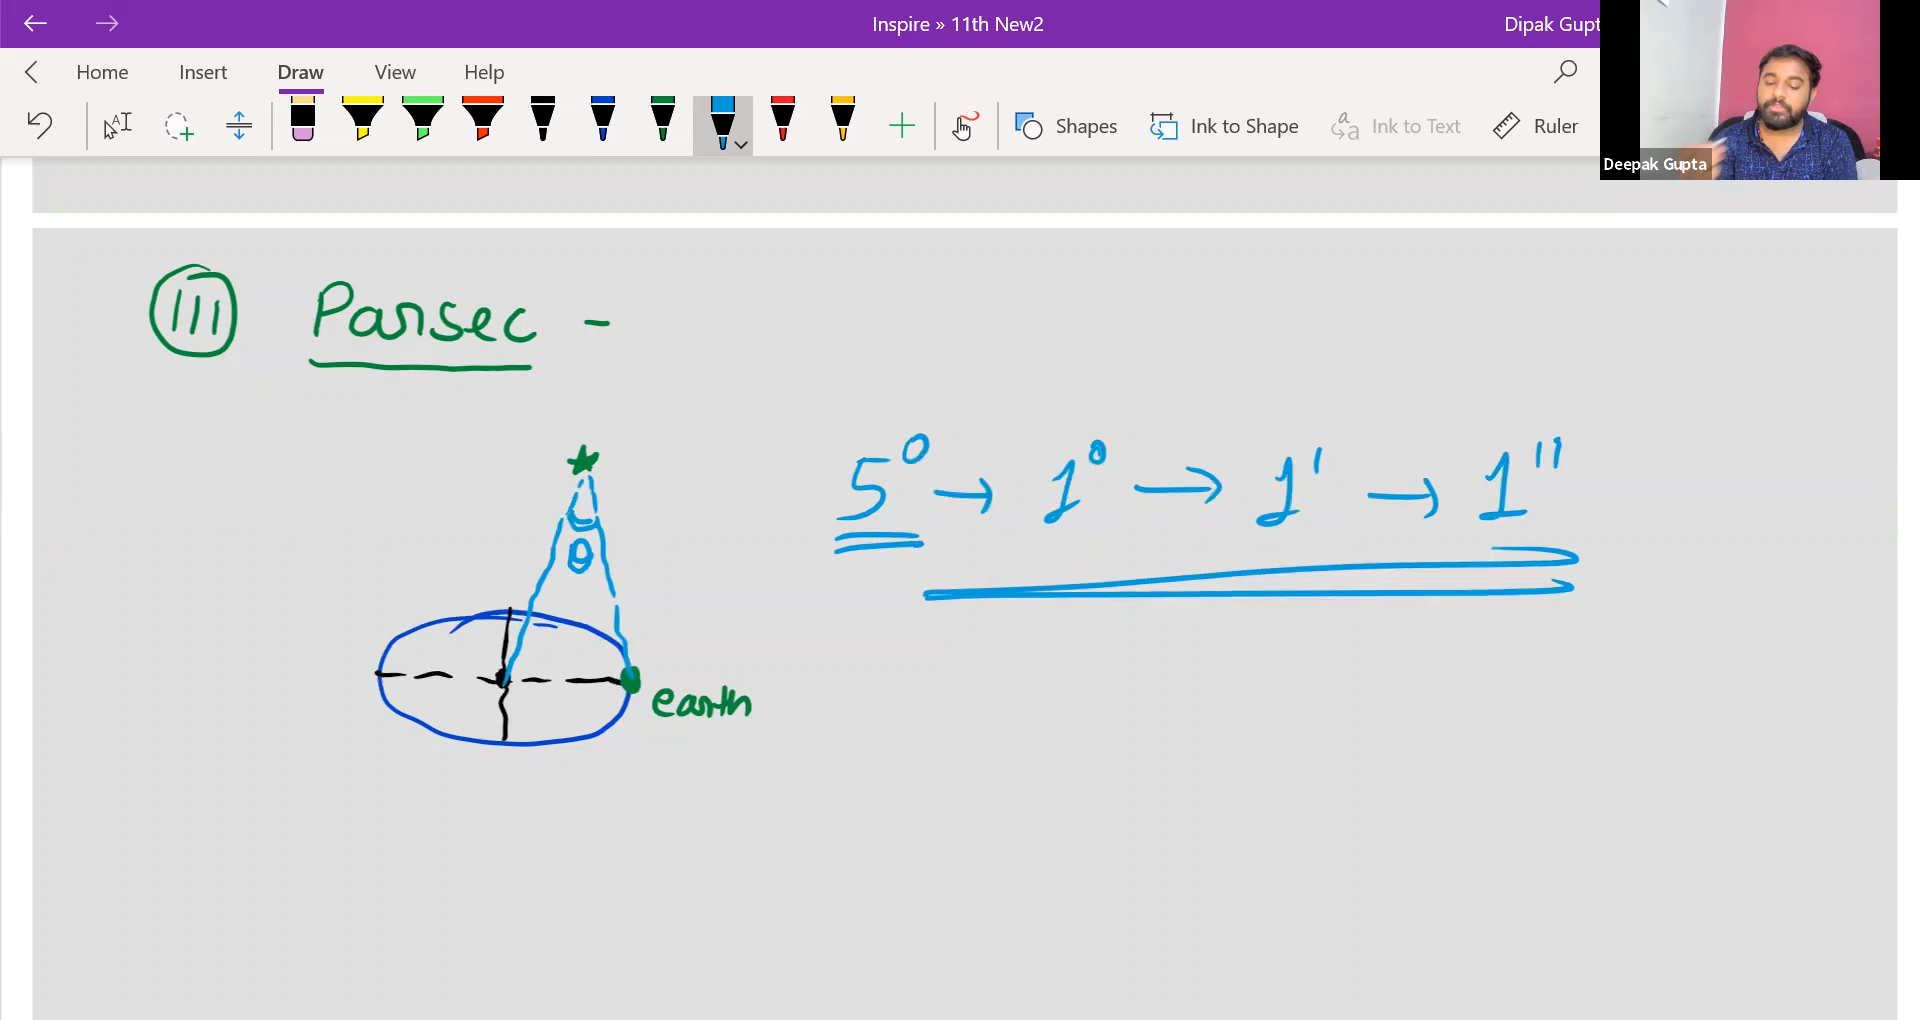 Inspire » 11th New2
Dipak Gupt
Home Insert Draw View Help
Shapes Ink to Shape Ink to Text Ruler
Deepak Gupta
III Parsec -
5° → 1° → 1' → 1''
θ
earth